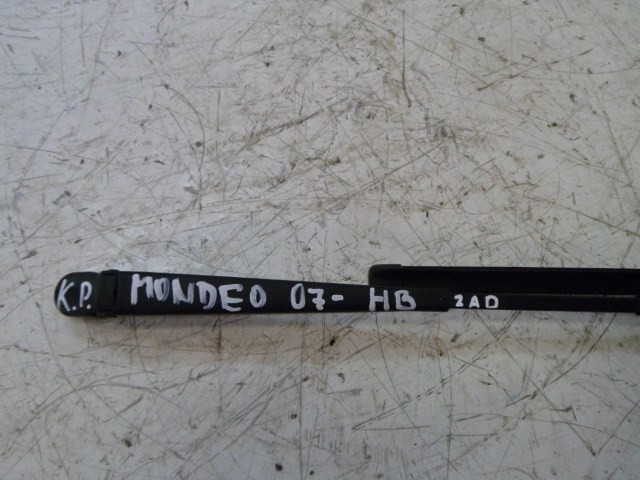 K.P. MONDEO 07- HB ZAD